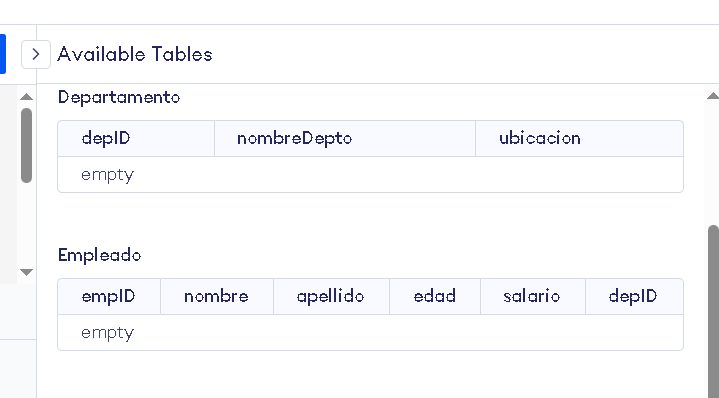 Available Tables
Departamento
depID nombreDepto ubicacion
empty
Empleado
empID nombre apellido edad salario depID
empty